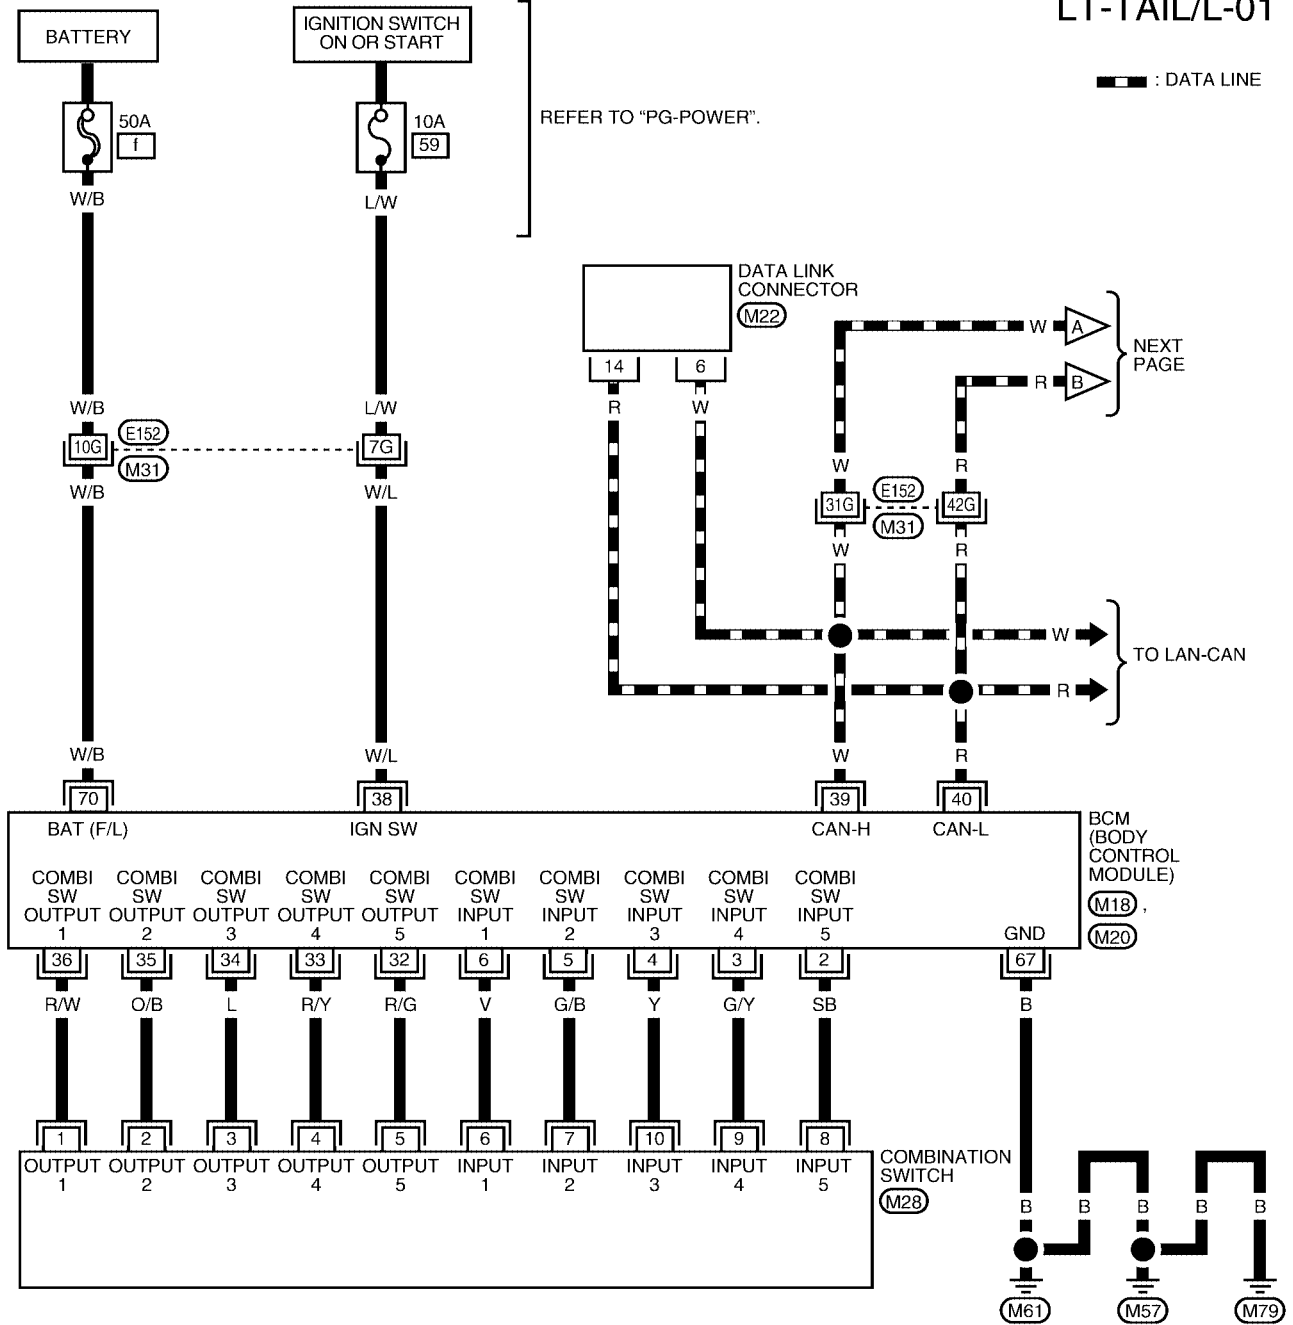 LT-TAIL/L-01
BATTERY
IGNITION SWITCH
ON OR START
: DATA LINE
50A
f
10A
59
REFER TO “PG-POWER”.
W/B
L/W
DATA LINK
CONNECTOR
M22
14
6
R
W
W
A
R
B
NEXT
PAGE
W/B
L/W
10G
E152
M31
7G
W/B
W/L
W
R
31G
E152
M31
42G
W
R
W
R
TO LAN-CAN
W/B
W/L
W
R
70
38
39
40
BAT (F/L)
IGN SW
CAN-H
CAN-L
BCM
(BODY
CONTROL
MODULE)
M18 ,
M20
COMBI
SW
OUTPUT
1
COMBI
SW
OUTPUT
2
COMBI
SW
OUTPUT
3
COMBI
SW
OUTPUT
4
COMBI
SW
OUTPUT
5
COMBI
SW
INPUT
1
COMBI
SW
INPUT
2
COMBI
SW
INPUT
3
COMBI
SW
INPUT
4
COMBI
SW
INPUT
5
GND
36
35
34
33
32
6
5
4
3
2
67
R/W
O/B
L
R/Y
R/G
V
G/B
Y
G/Y
SB
B
1
2
3
4
5
6
7
10
9
8
OUTPUT
1
OUTPUT
2
OUTPUT
3
OUTPUT
4
OUTPUT
5
INPUT
1
INPUT
2
INPUT
3
INPUT
4
INPUT
5
COMBINATION
SWITCH
M28
B
B
B
B
B
M61
M57
M79